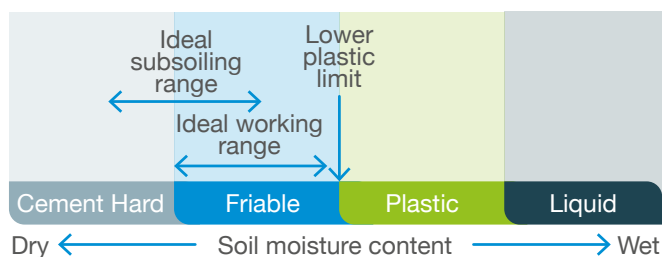 Ideal
subsoiling
range
Lower
plastic
limit
Ideal working
range
Cement Hard Friable Plastic Liquid
Dry Soil moisture content Wet